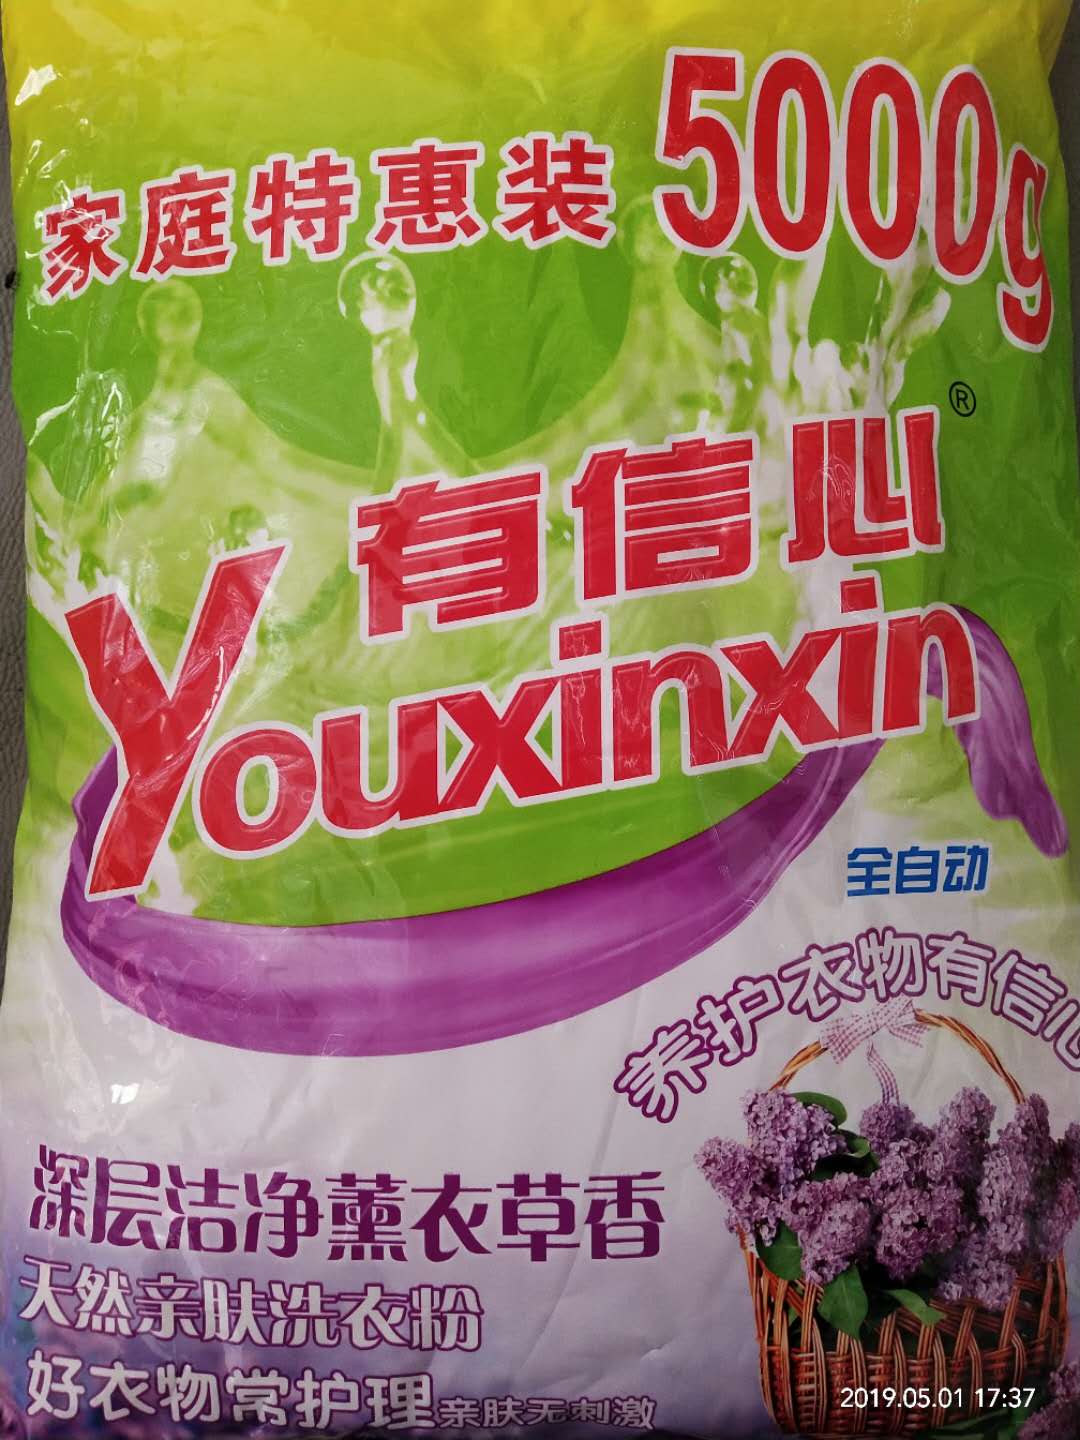 家庭特惠装 5000g
有信心®
Youxinxin
全自动
养护衣物有信心
深层洁净薰衣草香
天然亲肤洗衣粉
好衣物常护理亲肤无刺激
2019.05.01 17:37